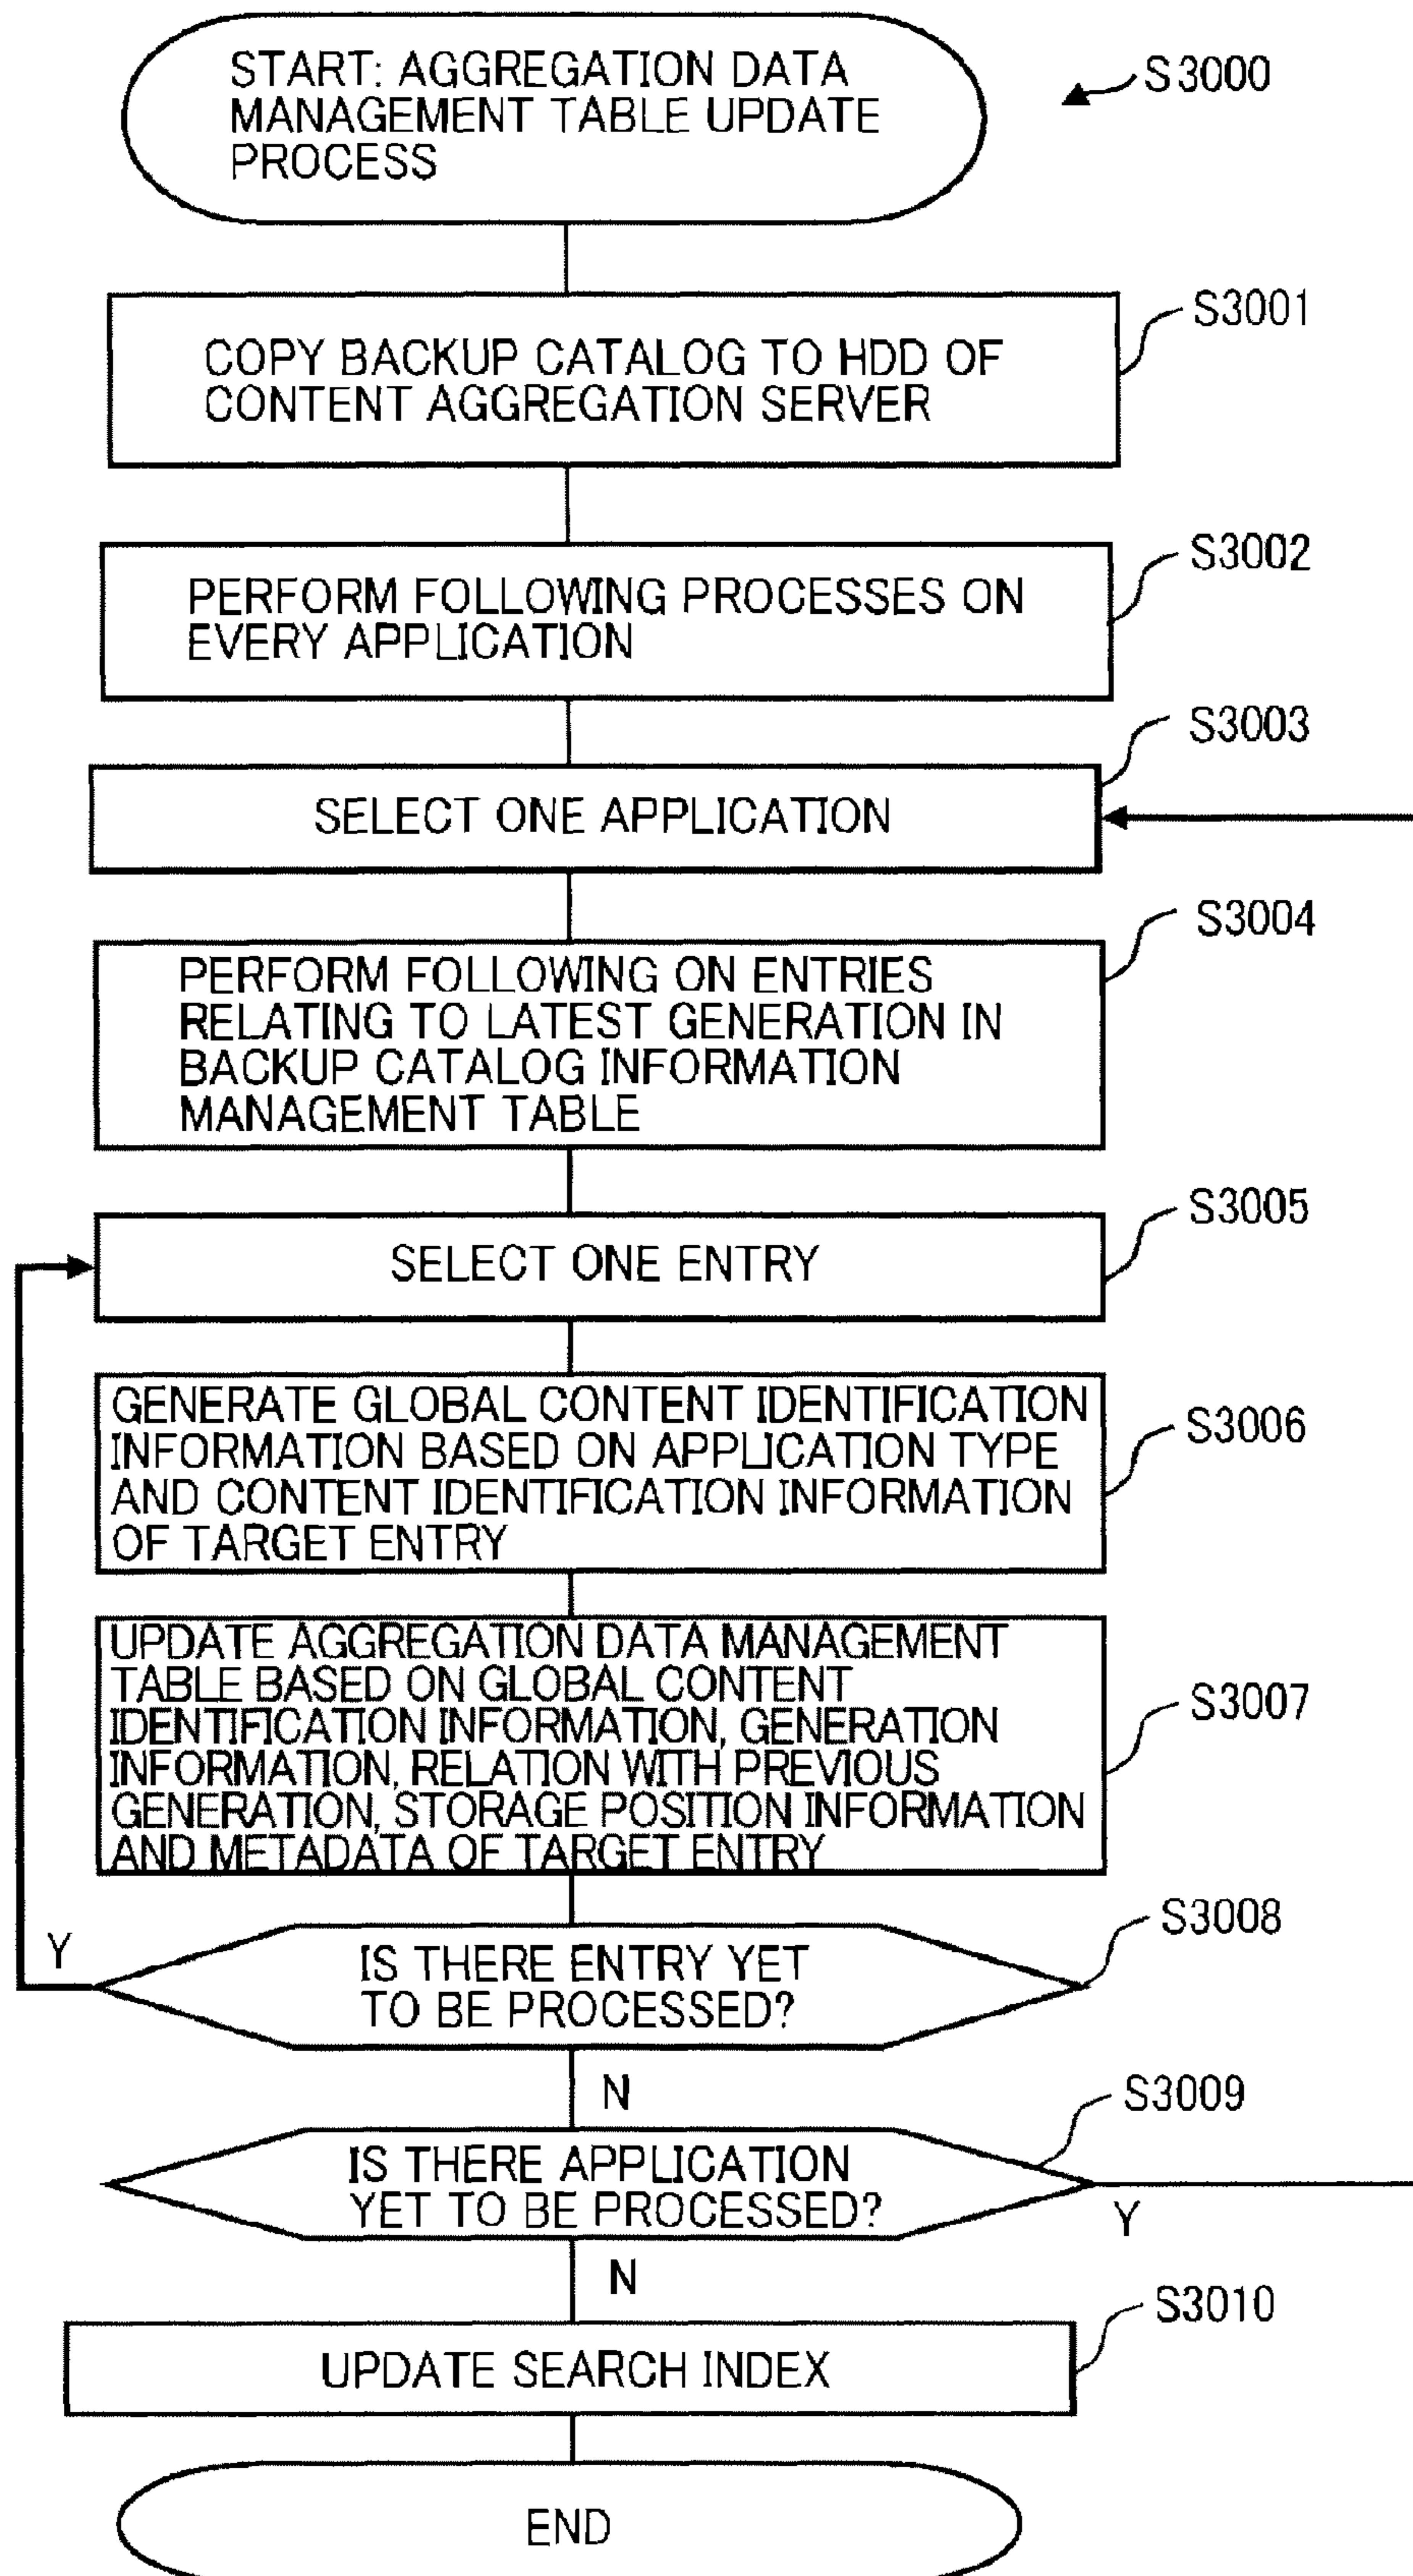 START: AGGREGATION DATA
MANAGEMENT TABLE UPDATE
PROCESS
S3000
COPY BACKUP CATALOG TO HDD OF
CONTENT AGGREGATION SERVER
S3001
PERFORM FOLLOWING PROCESSES ON
EVERY APPLICATION
S3002
SELECT ONE APPLICATION
S3003
PERFORM FOLLOWING ON ENTRIES
RELATING TO LATEST GENERATION IN
BACKUP CATALOG INFORMATION
MANAGEMENT TABLE
S3004
SELECT ONE ENTRY
S3005
GENERATE GLOBAL CONTENT IDENTIFICATION
INFORMATION BASED ON APPLICATION TYPE
AND CONTENT IDENTIFICATION INFORMATION
OF TARGET ENTRY
S3006
UPDATE AGGREGATION DATA MANAGEMENT
TABLE BASED ON GLOBAL CONTENT
IDENTIFICATION INFORMATION, GENERATION
INFORMATION, RELATION WITH PREVIOUS
GENERATION, STORAGE POSITION INFORMATION
AND METADATA OF TARGET ENTRY
S3007
IS THERE ENTRY YET
TO BE PROCESSED?
S3008
Y
N
IS THERE APPLICATION
YET TO BE PROCESSED?
S3009
Y
N
UPDATE SEARCH INDEX
S3010
END